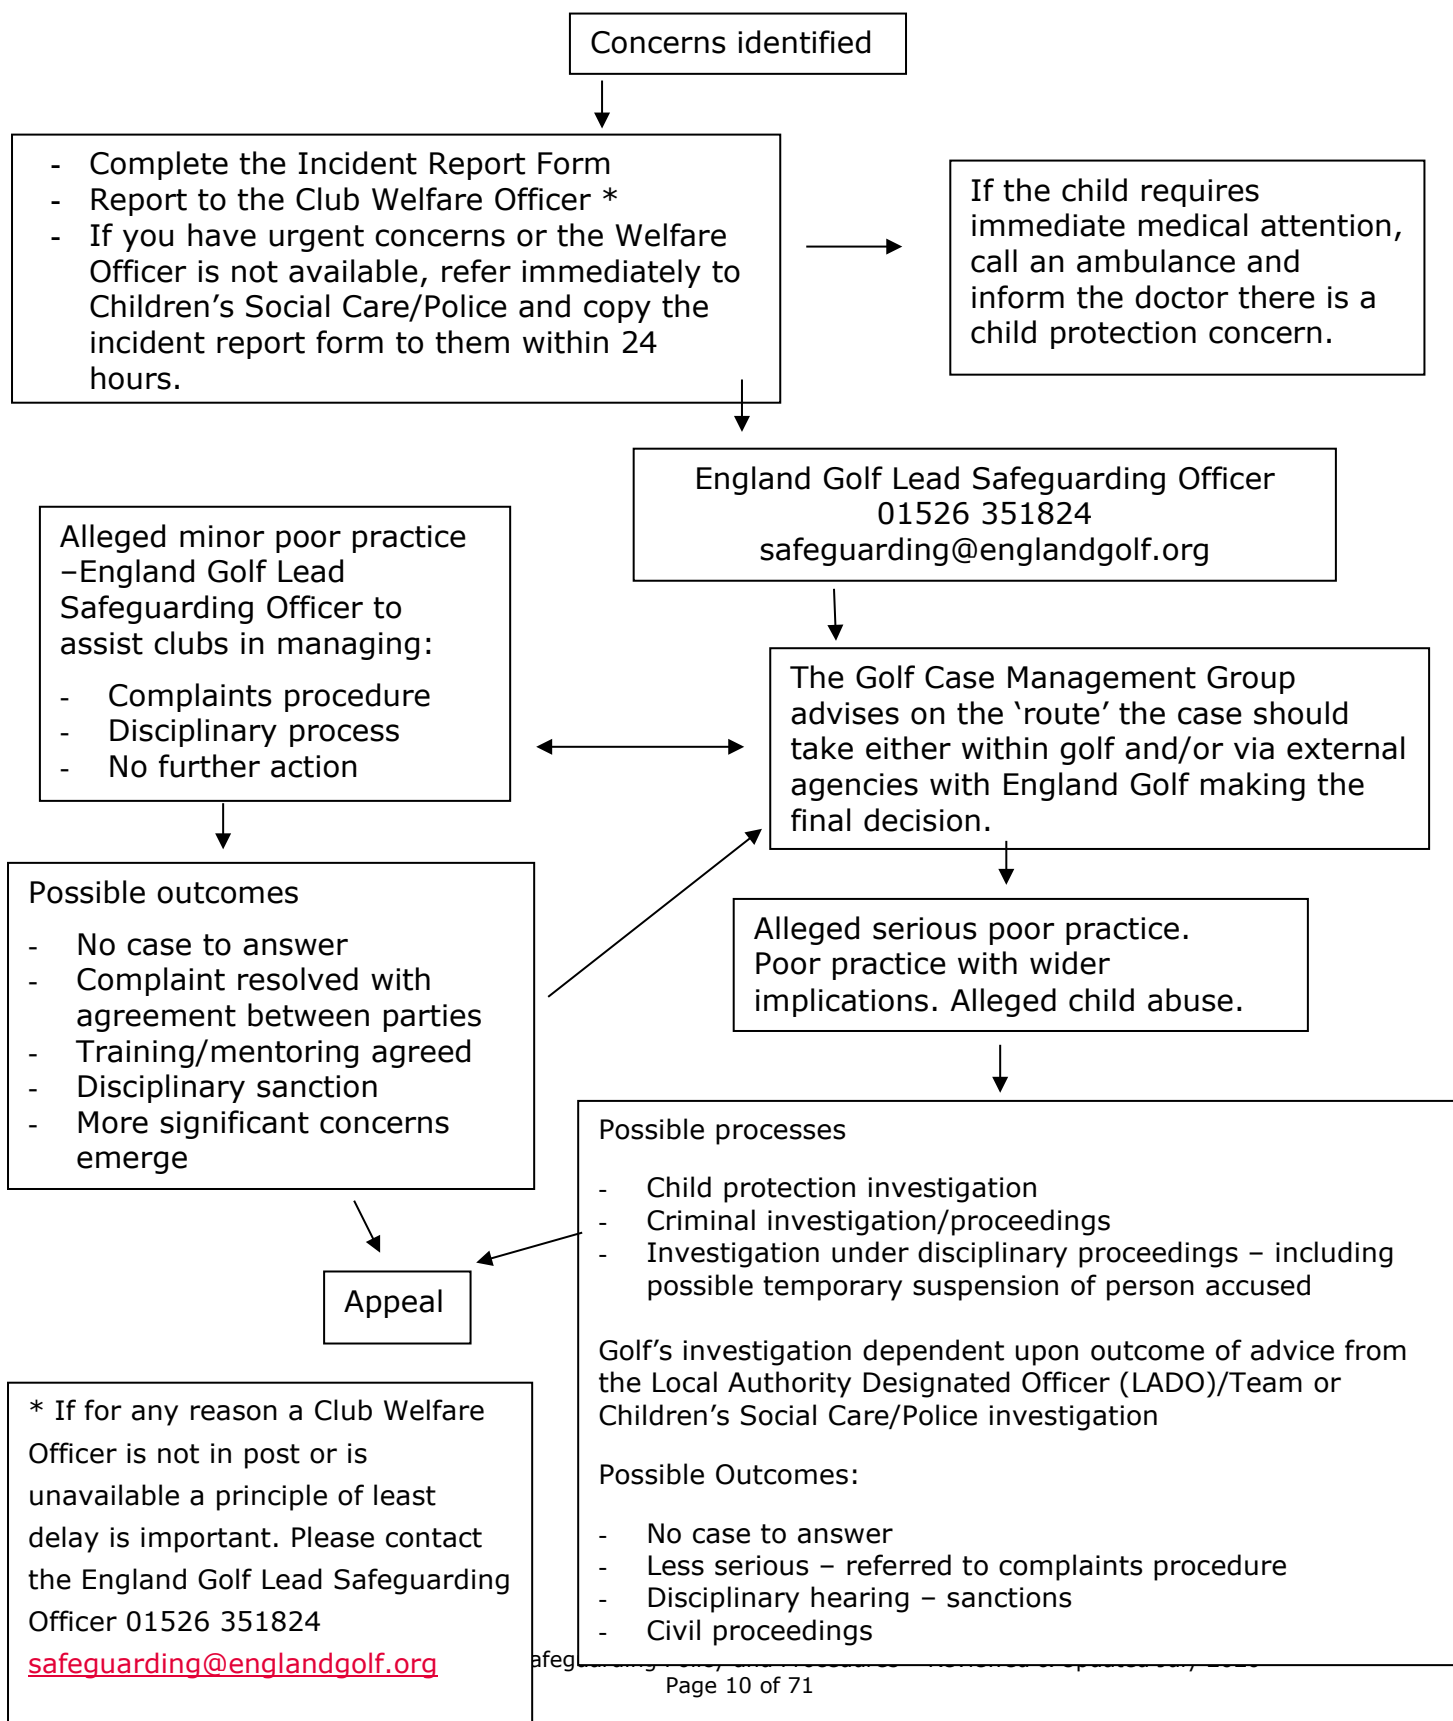 Concerns identified
- Complete the Incident Report Form
- Report to the Club Welfare Officer *
- If you have urgent concerns or the Welfare
Officer is not available, refer immediately to
Children’s Social Care/Police and copy the
incident report form to them within 24
hours.
If the child requires
immediate medical attention,
call an ambulance and
inform the doctor there is a
child protection concern.
England Golf Lead Safeguarding Officer
01526 351824
safeguarding@englandgolf.org
Alleged minor poor practice
–England Golf Lead
Safeguarding Officer to
assist clubs in managing:
- Complaints procedure
- Disciplinary process
- No further action
The Golf Case Management Group
advises on the ‘route’ the case should
take either within golf and/or via external
agencies with England Golf making the
final decision.
Possible outcomes
- No case to answer
- Complaint resolved with
agreement between parties
- Training/mentoring agreed
- Disciplinary sanction
- More significant concerns
emerge
Alleged serious poor practice.
Poor practice with wider
implications. Alleged child abuse.
Possible processes
- Child protection investigation
- Criminal investigation/proceedings
- Investigation under disciplinary proceedings – including
possible temporary suspension of person accused
Golf’s investigation dependent upon outcome of advice from
the Local Authority Designated Officer (LADO)/Team or
Children’s Social Care/Police investigation
Possible Outcomes:
- No case to answer
- Less serious – referred to complaints procedure
- Disciplinary hearing – sanctions
- Civil proceedings
Appeal
* If for any reason a Club Welfare
Officer is not in post or is
unavailable a principle of least
delay is important. Please contact
the England Golf Lead Safeguarding
Officer 01526 351824
safeguarding@englandgolf.org
Page 10 of 71